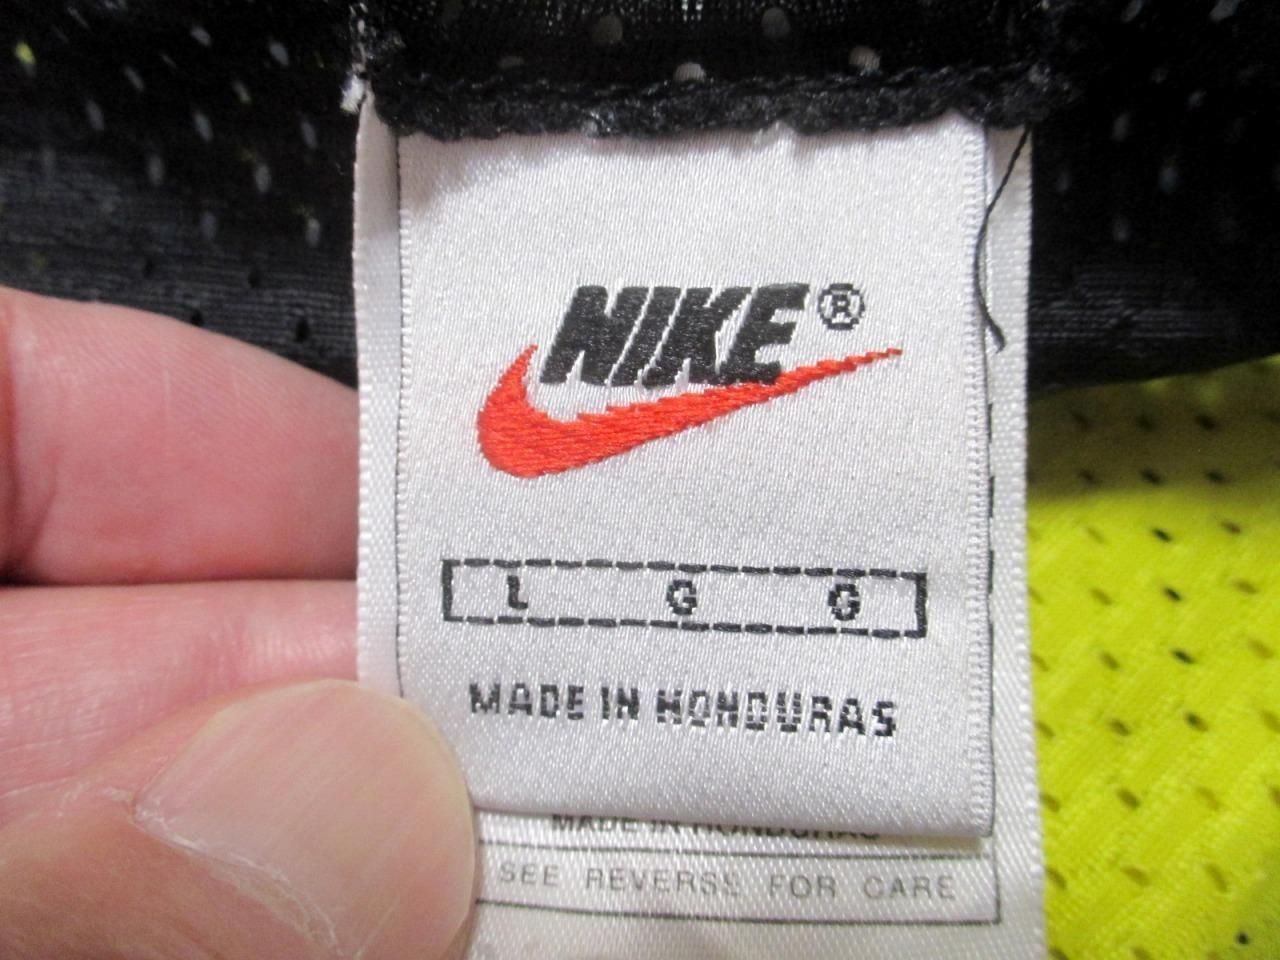 NIKE®
L G G
MADE IN HONDURAS
MADE IN HONDURAS
SEE REVERSE FOR CARE